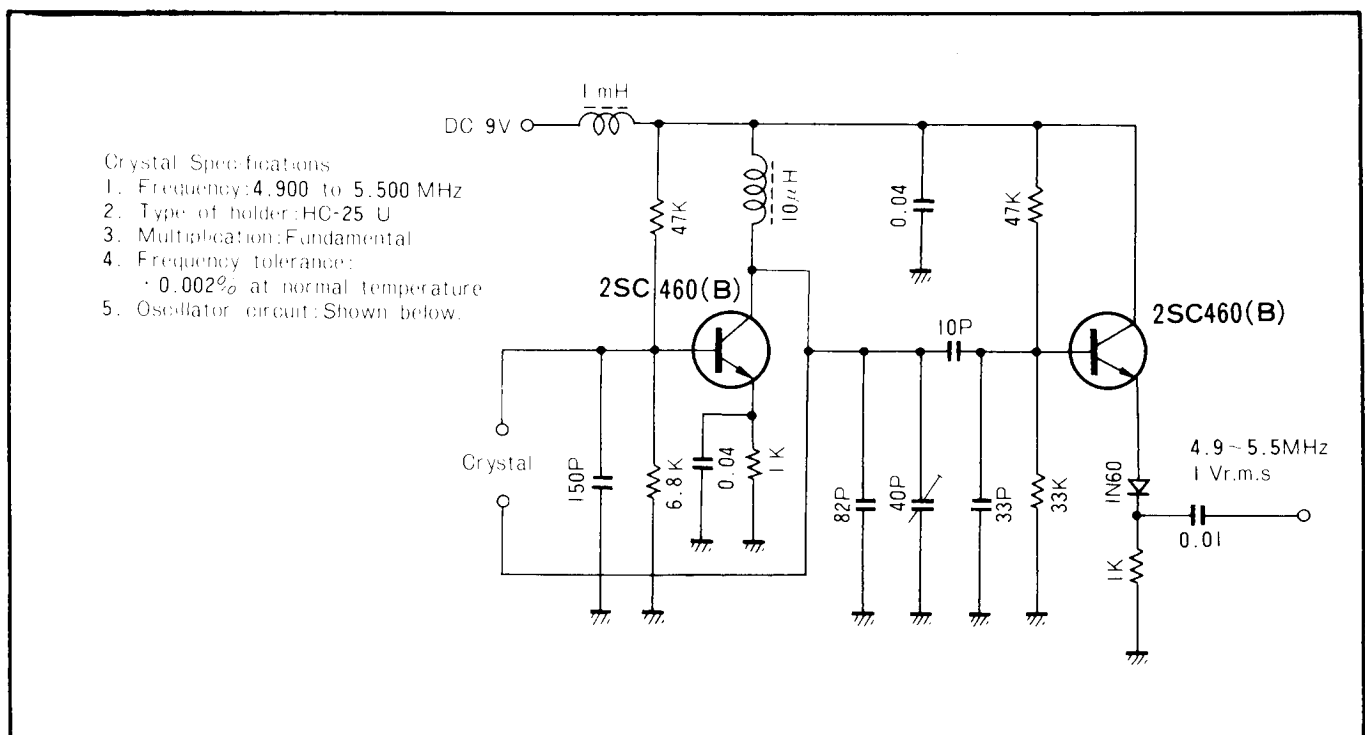 1 mH
DC 9V
Crystal Specifications
1. Frequency:4.900 to 5.500 MHz
2. Type of holder:HC-25 U
3. Multiplication:Fundamental
4. Frequency tolerance:
0.002% at normal temperature
5. Oscillator circuit:Shown below.
47K
10μH
0.04
47K
2SC 460(B)
2SC460(B)
10P
Crystal
150P
6.8K
0.04
1K
82P
40P
33P
33K
1N60
4.9~5.5MHz
1 Vr.m.s
0.01
1K